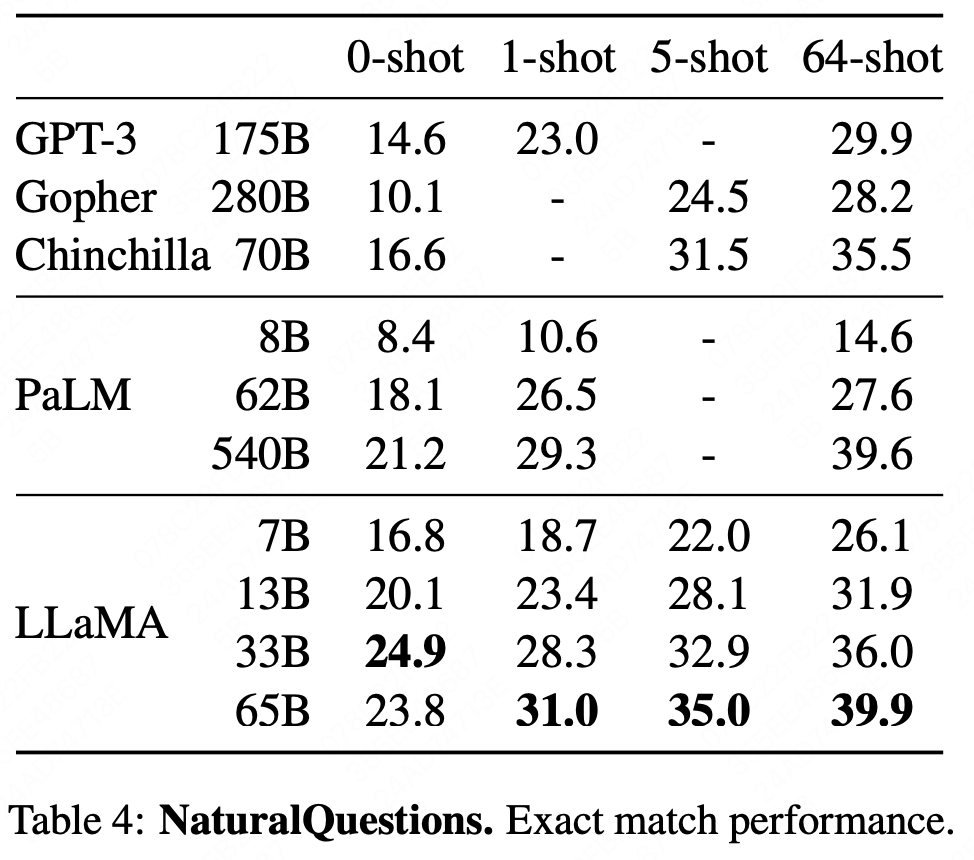 0-shot 1-shot 5-shot 64-shot
GPT-3 175B 14.6 23.0 - 29.9
Gopher 280B 10.1 - 24.5 28.2
Chinchilla 70B 16.6 - 31.5 35.5
8B 8.4 10.6 - 14.6
PaLM 62B 18.1 26.5 - 27.6
540B 21.2 29.3 - 39.6
7B 16.8 18.7 22.0 26.1
13B 20.1 23.4 28.1 31.9
LLaMA
33B 24.9 28.3 32.9 36.0
65B 23.8 31.0 35.0 39.9
Table 4: NaturalQuestions. Exact match performance.